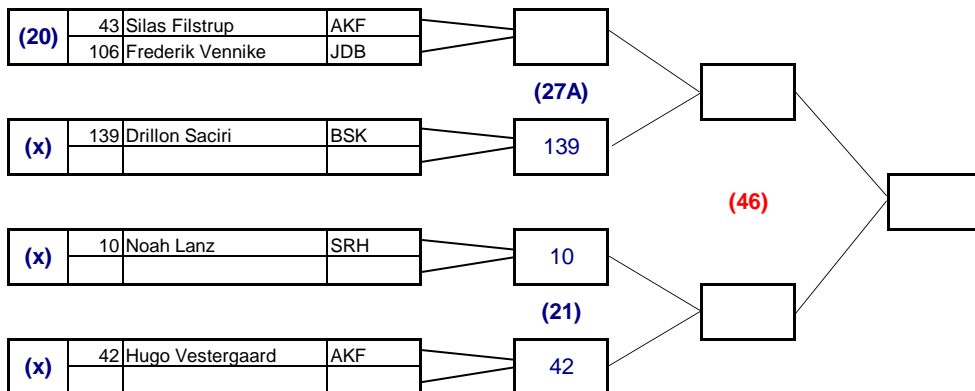 (20) 43 Silas Filstrup AKF
106 Frederik Vennike JDB
(27A)
(x) 139 Drillon Saciri BSK 139
(46)
(x) 10 Noah Lanz SRH 10
(21)
(x) 42 Hugo Vestergaard AKF 42